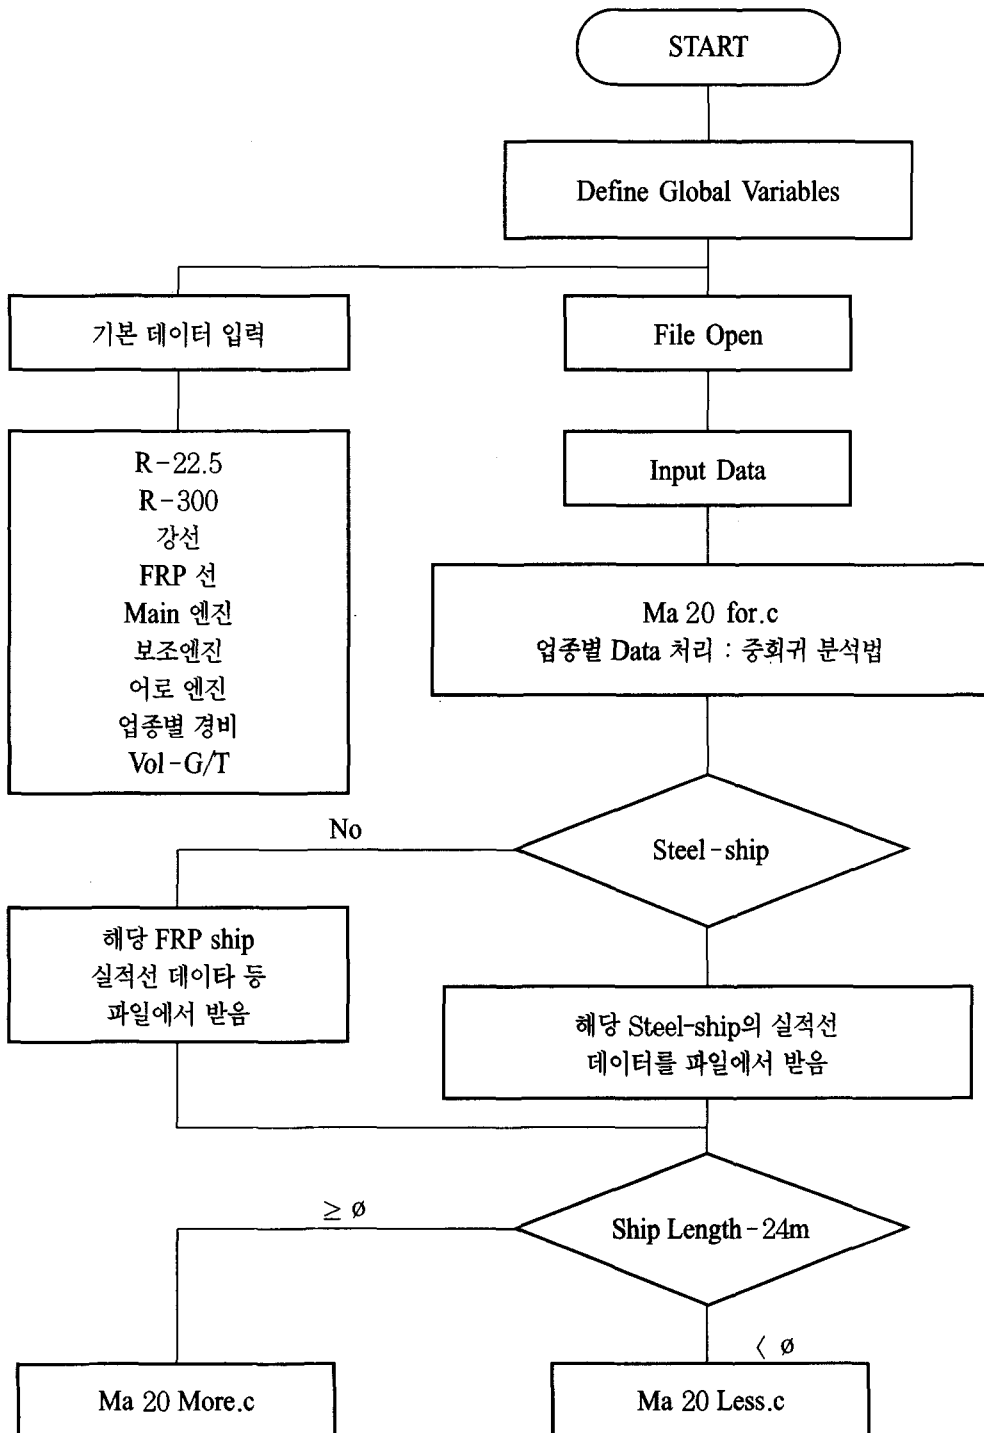 START
Define Global Variables
기본 데이터 입력
File Open
R-22.5
R-300
강선
FRP 선
Main 엔진
보조엔진
어로 엔진
업종별 경비
Vol-G/T
Input Data
Ma 20 for.c
업종별 Data 처리 : 중회귀 분석법
Steel-ship
No
해당 FRP ship
실적선 데이타 등
파일에서 받음
해당 Steel-ship의 실적선
데이터를 파일에서 받음
Ship Length-24m
≥ ø
< ø
Ma 20 More.c
Ma 20 Less.c